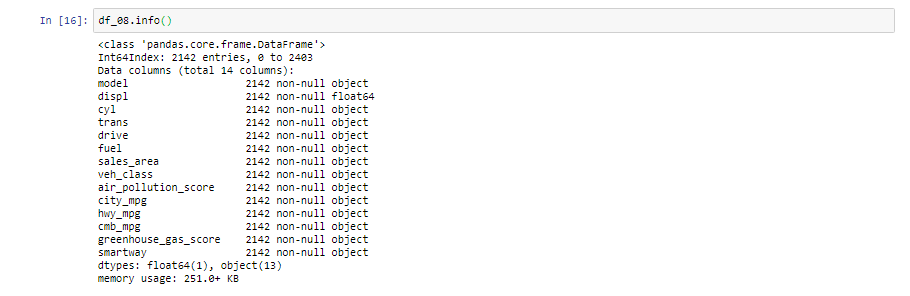 In [16]: df_08.info()
<class 'pandas.core.frame.DataFrame'>
Int64Index: 2142 entries, 0 to 2403
Data columns (total 14 columns):
model                   2142 non-null object
displ                   2142 non-null float64
cyl                     2142 non-null object
trans                   2142 non-null object
drive                   2142 non-null object
fuel                    2142 non-null object
sales_area              2142 non-null object
veh_class               2142 non-null object
air_pollution_score     2142 non-null object
city_mpg                2142 non-null object
hwy_mpg                 2142 non-null object
cmb_mpg                 2142 non-null object
greenhouse_gas_score    2142 non-null object
smartway                2142 non-null object
dtypes: float64(1), object(13)
memory usage: 251.0+ KB